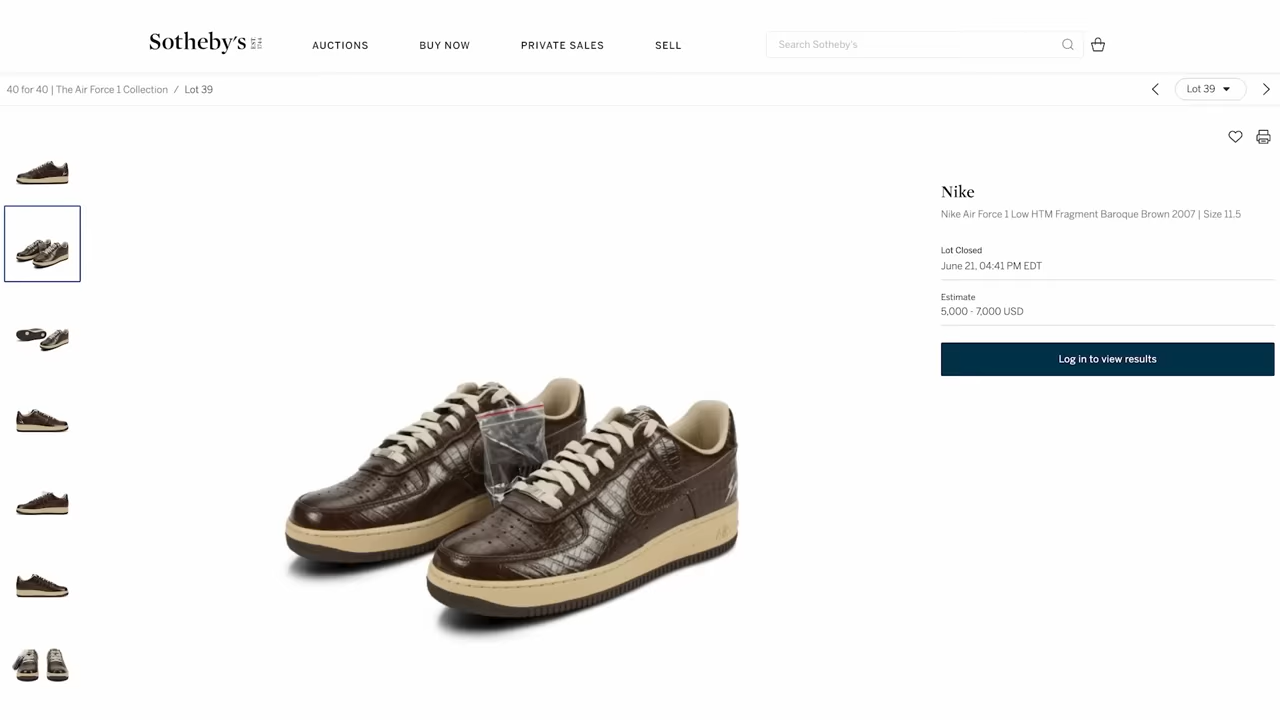 Sotheby's EST. 1744
AUCTIONS
BUY NOW
PRIVATE SALES
SELL
Search Sotheby's
40 for 40 | The Air Force 1 Collection / Lot 39
Lot 39
Nike
Nike Air Force 1 Low HTM Fragment Baroque Brown 2007 | Size 11.5
Lot Closed
June 21, 04:41 PM EDT
Estimate
5,000 - 7,000 USD
Log in to view results